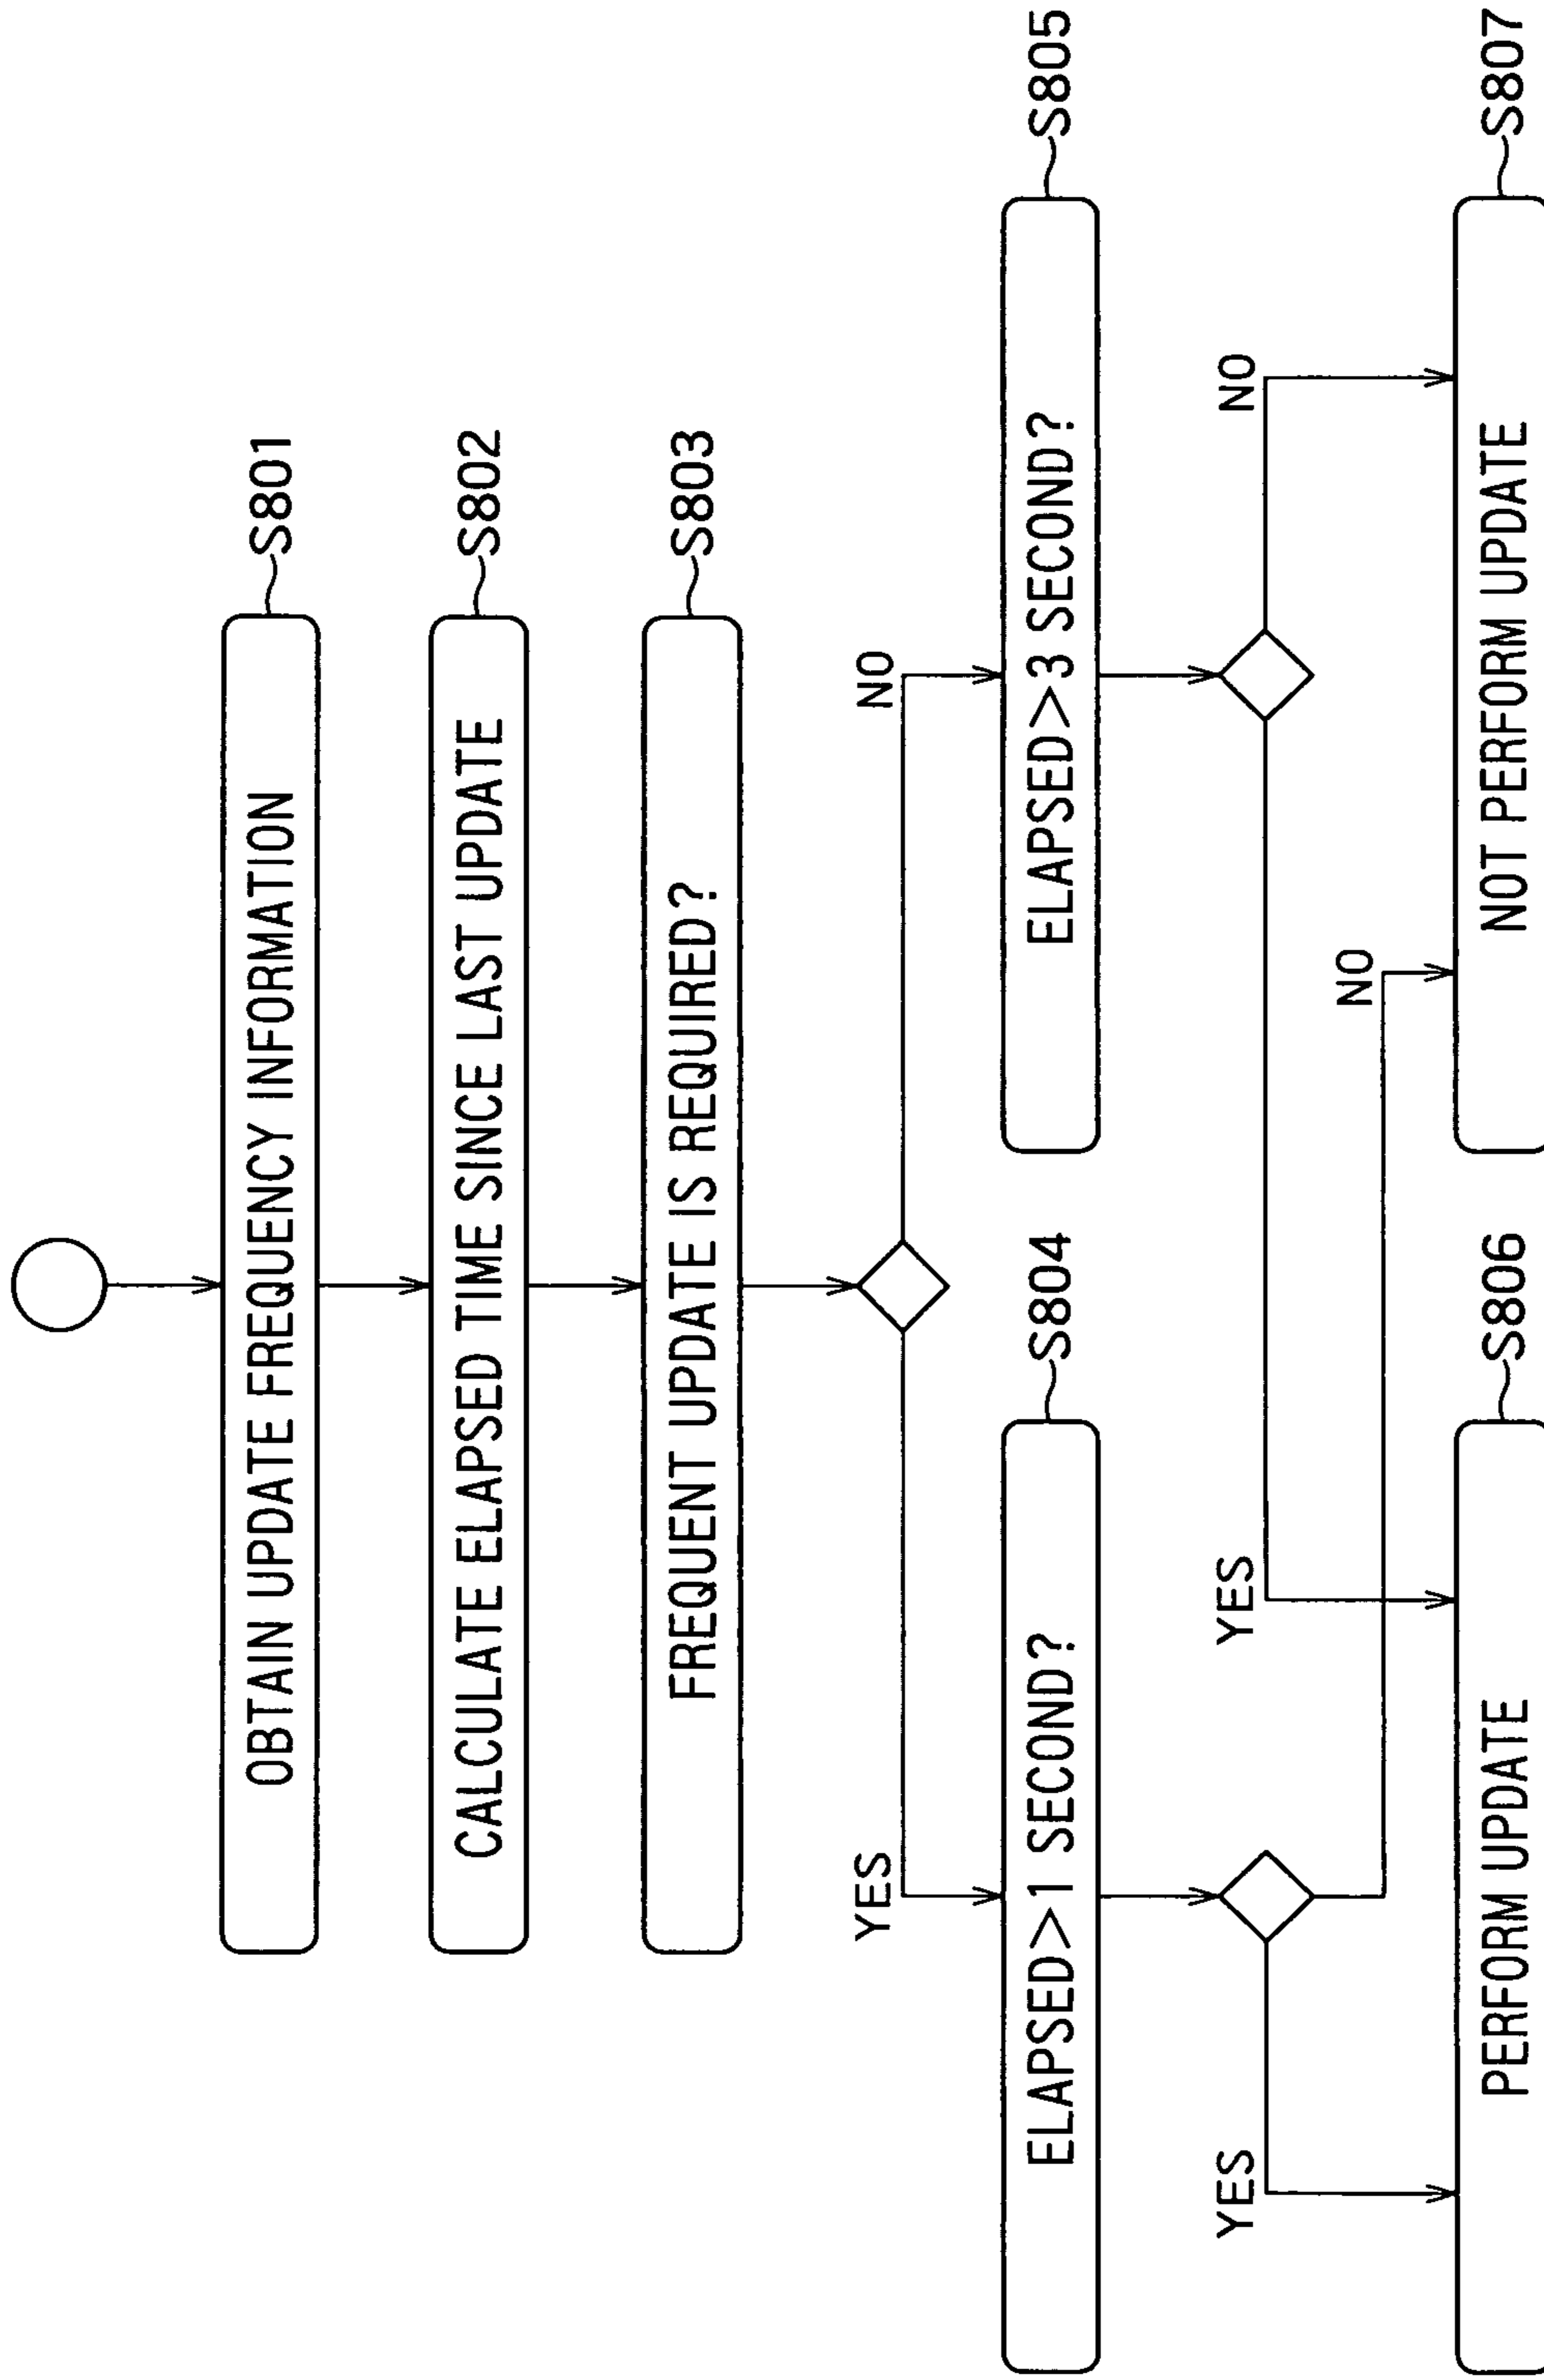 OBTAIN UPDATE FREQUENCY INFORMATION
S801
CALCULATE ELAPSED TIME SINCE LAST UPDATE
S802
FREQUENT UPDATE IS REQUIRED?
S803
YES
NO
ELAPSED>1 SECOND?
S804
ELAPSED>3 SECOND?
S805
YES
YES
NO
NO
PERFORM UPDATE
S806
NOT PERFORM UPDATE
S807